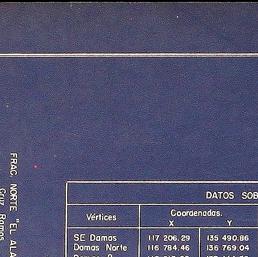 FRAC. NORTE "EL ALA
Cruz Ramos
DATOS SOB
Vértices Coordenadas.
X Y
SE Damas 117 206.29 135 490.86
Damas Norte 116 784.46 136 769.04